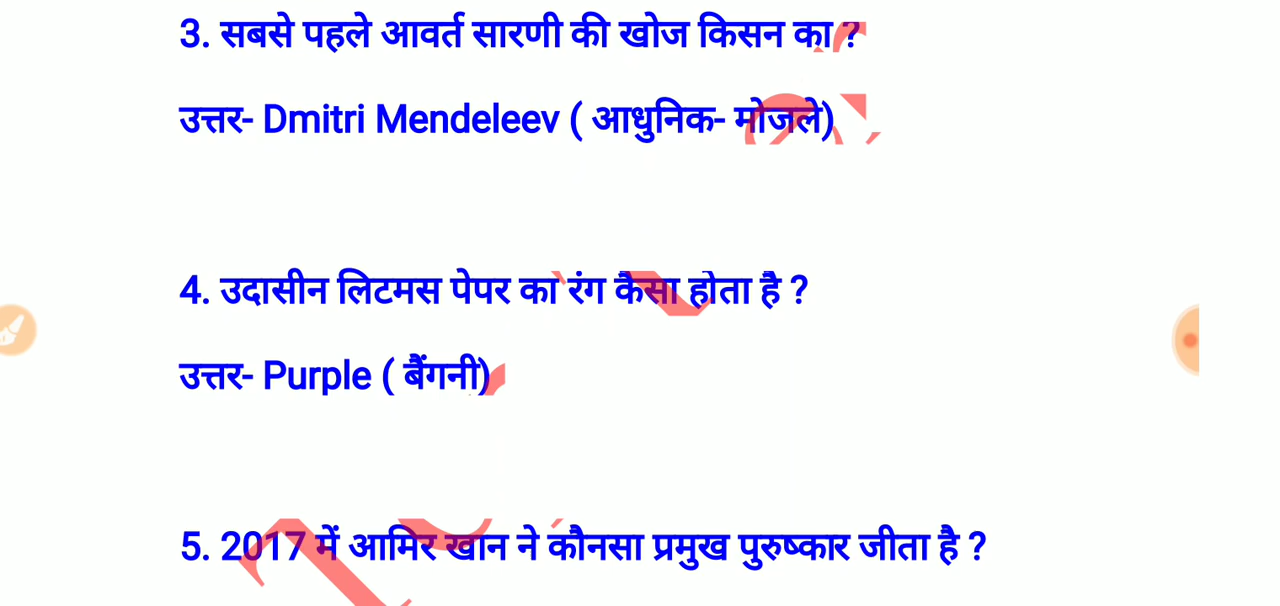 3. सबसे पहले आवर्त सारणी की खोज किसन का ?
उत्तर- Dmitri Mendeleev ( आधुनिक- मोजले)
4. उदासीन लिटमस पेपर का रंग कैसा होता है ?
उत्तर- Purple ( बैंगनी)
5. 2017 में आमिर खान ने कौनसा प्रमुख पुरुष्कार जीता है ?